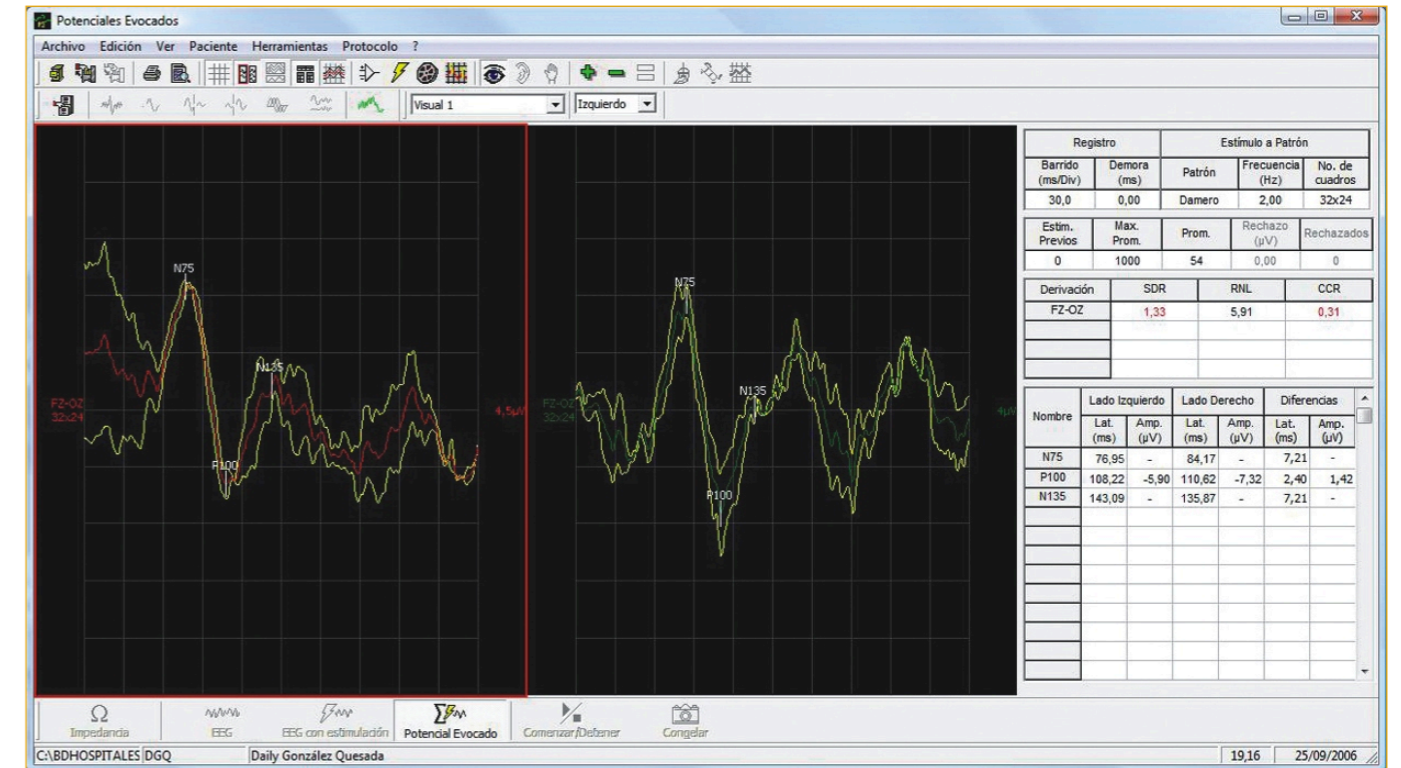 Potenciales Evocados
Archivo Edición Ver Paciente Herramientas Protocolo ?
Visual 1 Izquierdo
N75
N135
P100
FZ-OZ
32x24
4,5µV
N75
N135
P100
FZ-OZ
32x24
4µV
Registro Estímulo a Patrón
Barrido (ms/Div) Demora (ms) Patrón Frecuencia (Hz) No. de cuadros
30,0 0,00 Damero 2,00 32x24
Estim. Previos Max. Prom. Prom. Rechazo (µV) Rechazados
0 1000 54 0,00 0
Derivación SDR RNL CCR
FZ-OZ 1,33 5,91 0,31
Nombre Lado Izquierdo Lado Derecho Diferencias
Lat. (ms) Amp. (µV) Lat. (ms) Amp. (µV) Lat. (ms) Amp. (µV)
N75 76,95 - 84,17 - 7,21 -
P100 108,22 -5,90 110,62 -7,32 2,40 1,42
N135 143,09 - 135,87 - 7,21 -
Impedancia EEG EEG con estimulación Potencial Evocado Comenzar/Detener Congelar
C:\BDHOSPITALES DGQ Daily González Quesada 19,16 25/09/2006